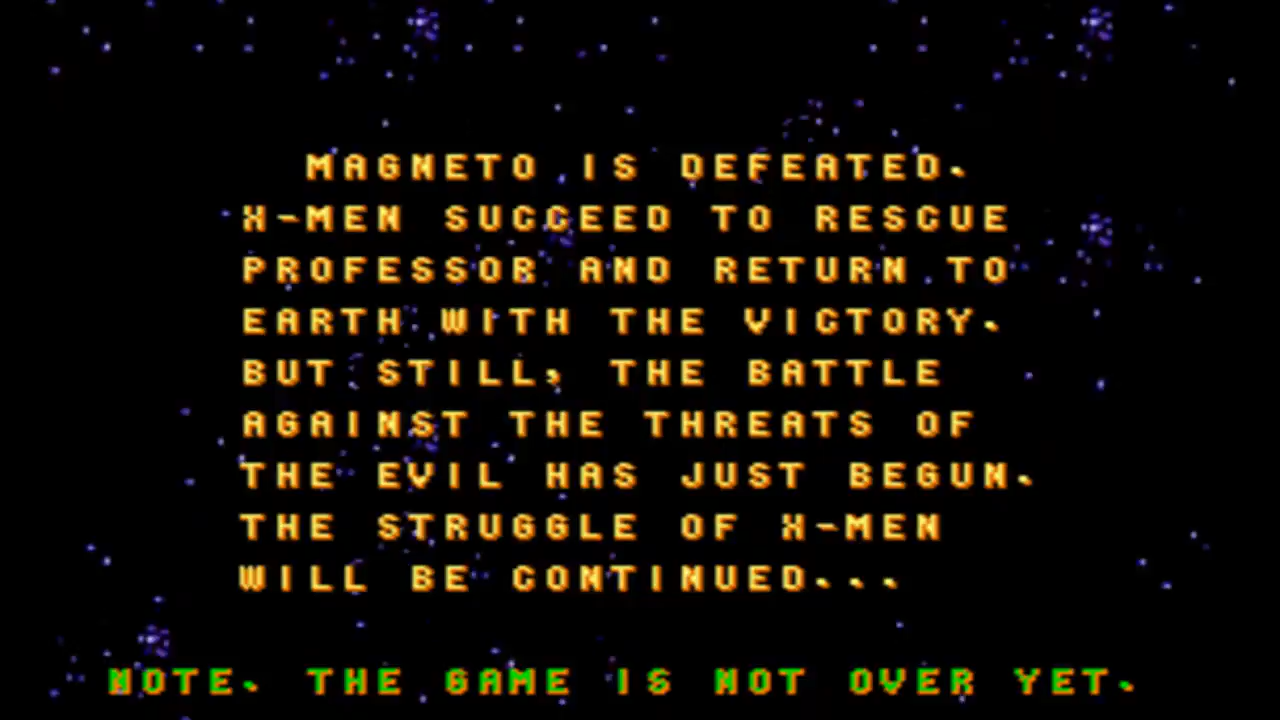 MAGNETO IS DEFEATED.
X-MEN SUCCEED TO RESCUE
PROFESSOR AND RETURN TO
EARTH WITH THE VICTORY.
BUT STILL, THE BATTLE
AGAINST THE THREATS OF
THE EVIL HAS JUST BEGUN.
THE STRUGGLE OF X-MEN
WILL BE CONTINUED...
NOTE. THE GAME IS NOT OVER YET.